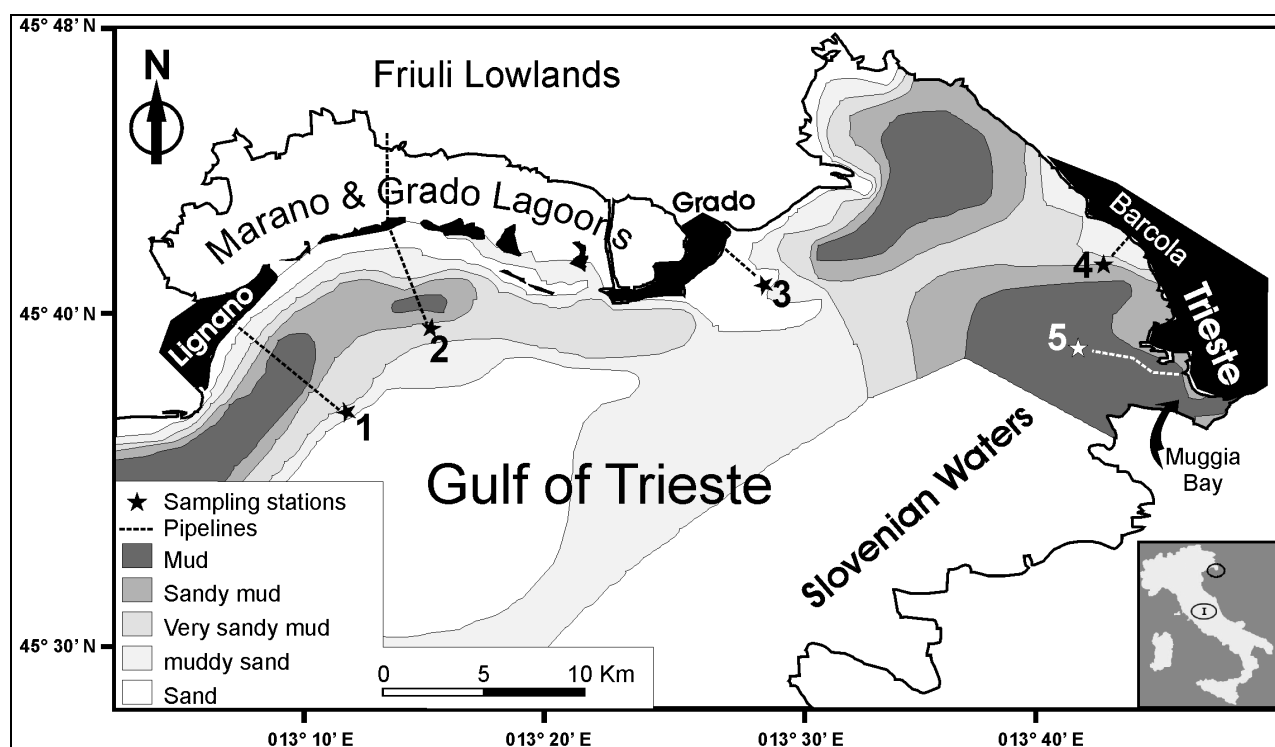 45° 48' N
N
Friuli Lowlands
Marano & Grado Lagoons
Grado
Barcola
4
3
45° 40' N
Lignano
Trieste
2
5
1
Gulf of Trieste
Muggia
Bay
Slovenian Waters
Sampling stations
Pipelines
Mud
Sandy mud
Very sandy mud
muddy sand
Sand
45° 30' N
0 5 10 Km
I
013° 10' E 013° 20' E 013° 30' E 013° 40' E